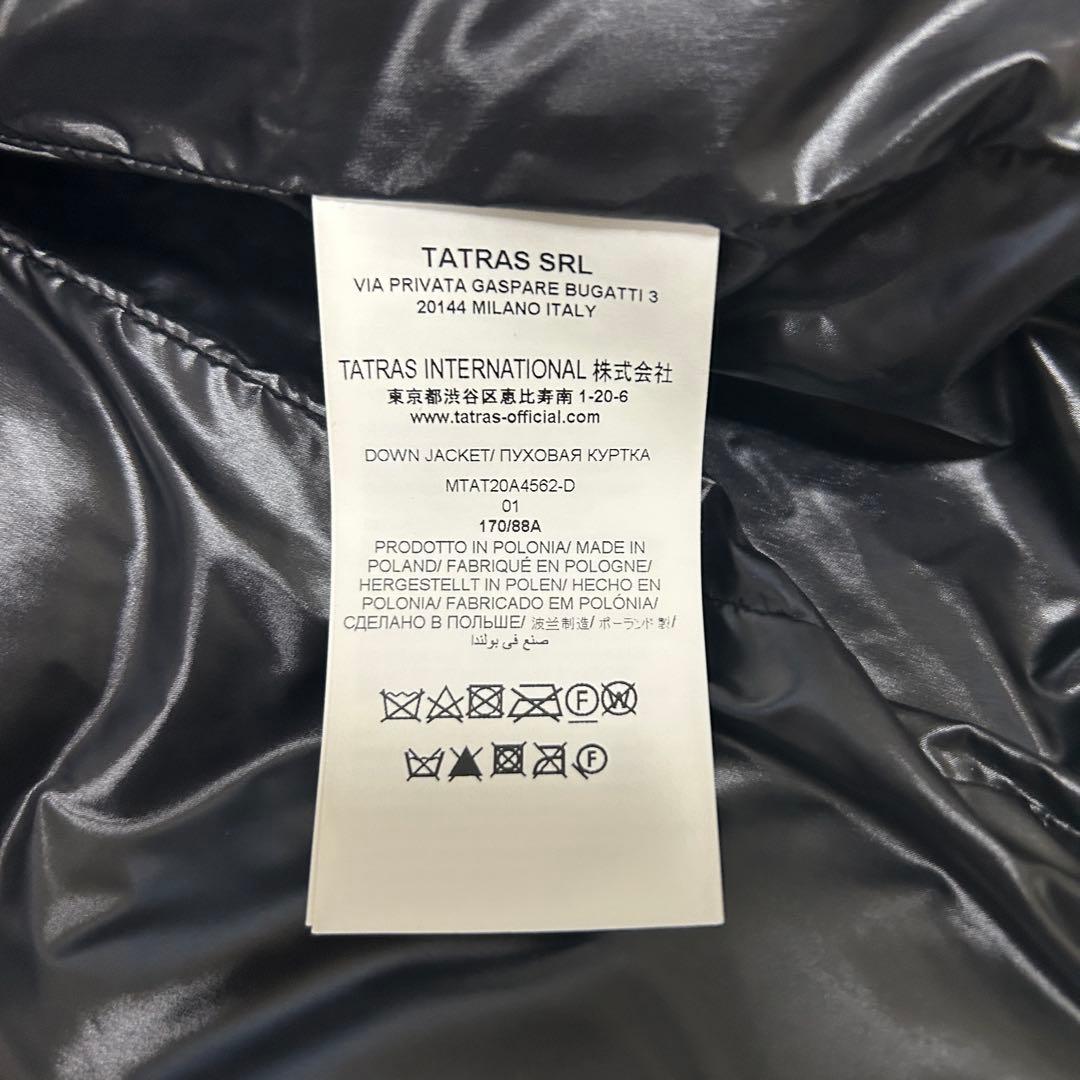 TATRAS SRL
VIA PRIVATA GASPARE BUGATTI 3
20144 MILANO ITALY
TATRAS INTERNATIONAL 株式会社
東京都渋谷区恵比寿南 1-20-6
www.tatras-official.com
DOWN JACKET/ ПУХОВАЯ КУРТКА
MTAT20A4562-D
01
170/88A
PRODOTTO IN POLONIA/ MADE IN
POLAND/ FABRIQUÉ EN POLOGNE/
HERGESTELLT IN POLEN/ HECHO EN
POLONIA/ FABRICADO EM POLÓNIA/
СДЕЛАНО В ПОЛЬШЕ/ 波兰制造/ ポーランド製/
صنع في بولندا
F W
F